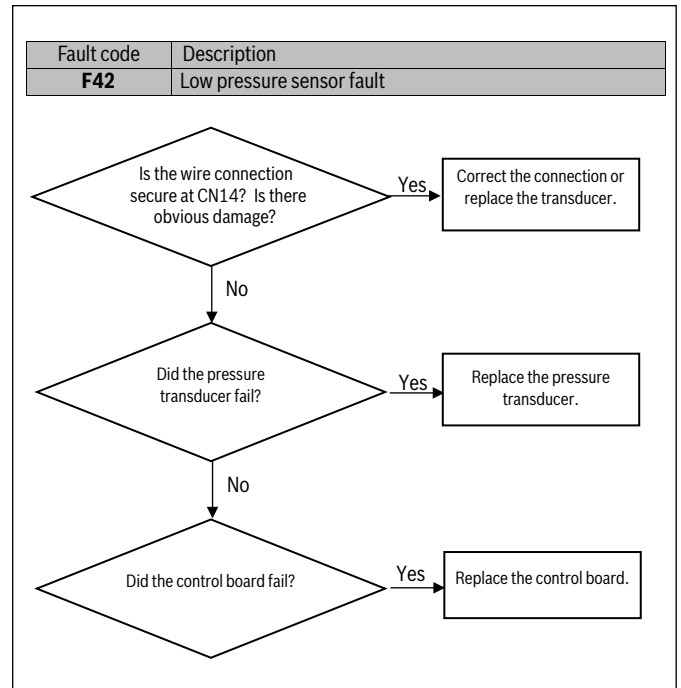 Fault code Description
F42 Low pressure sensor fault
Is the wire connection
secure at CN14? Is there
obvious damage?
Yes
Correct the connection or
replace the transducer.
No
Did the pressure
transducer fail?
Yes
Replace the pressure
transducer.
No
Did the control board fail?
Yes
Replace the control board.